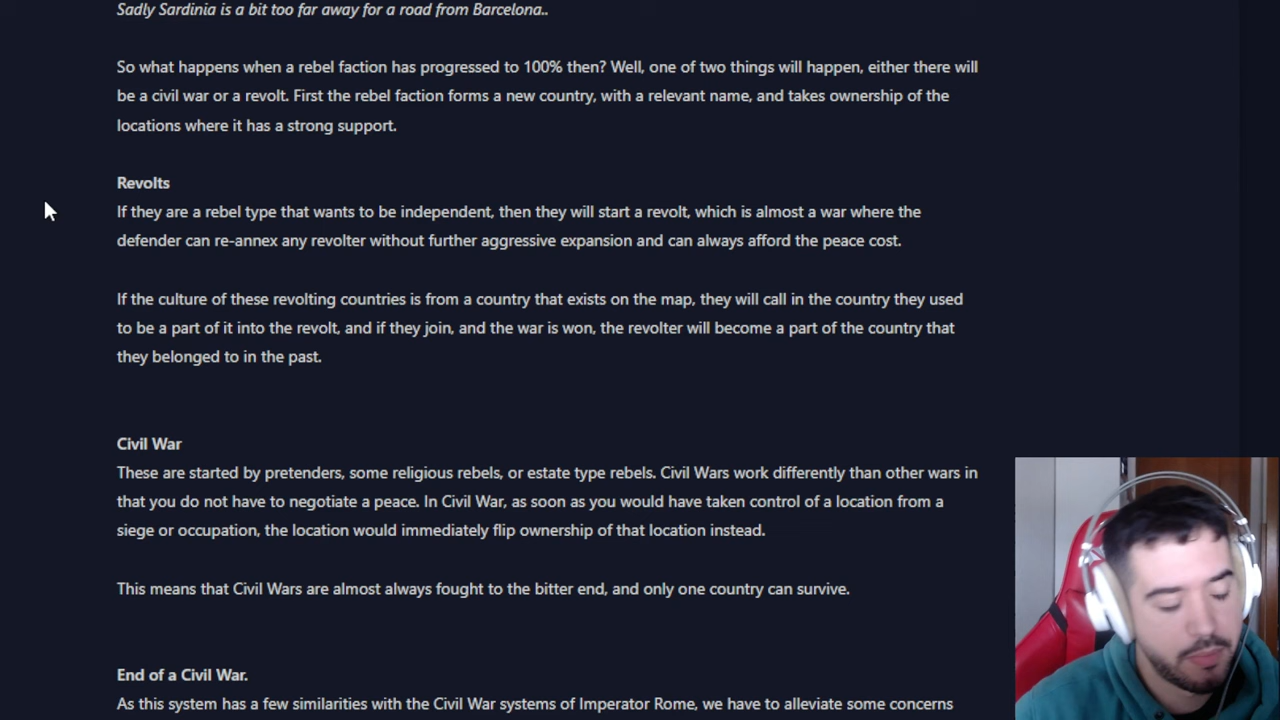 Sadly Sardinia is a bit too far away for a road from Barcelona..
So what happens when a rebel faction has progressed to 100% then? Well, one of two things will happen, either there will
be a civil war or a revolt. First the rebel faction forms a new country, with a relevant name, and takes ownership of the
locations where it has a strong support.
Revolts
If they are a rebel type that wants to be independent, then they will start a revolt, which is almost a war where the
defender can re-annex any revolter without further aggressive expansion and can always afford the peace cost.
If the culture of these revolting countries is from a country that exists on the map, they will call in the country they used
to be a part of it into the revolt, and if they join, and the war is won, the revolter will become a part of the country that
they belonged to in the past.
Civil War
These are started by pretenders, some religious rebels, or estate type rebels. Civil Wars work differently than other wars in
that you do not have to negotiate a peace. In Civil War, as soon as you would have taken control of a location from a
siege or occupation, the location would immediately flip ownership of that location instead.
This means that Civil Wars are almost always fought to the bitter end, and only one country can survive.
End of a Civil War.
As this system has a few similarities with the Civil War systems of Imperator Rome, we have to alleviate some concerns